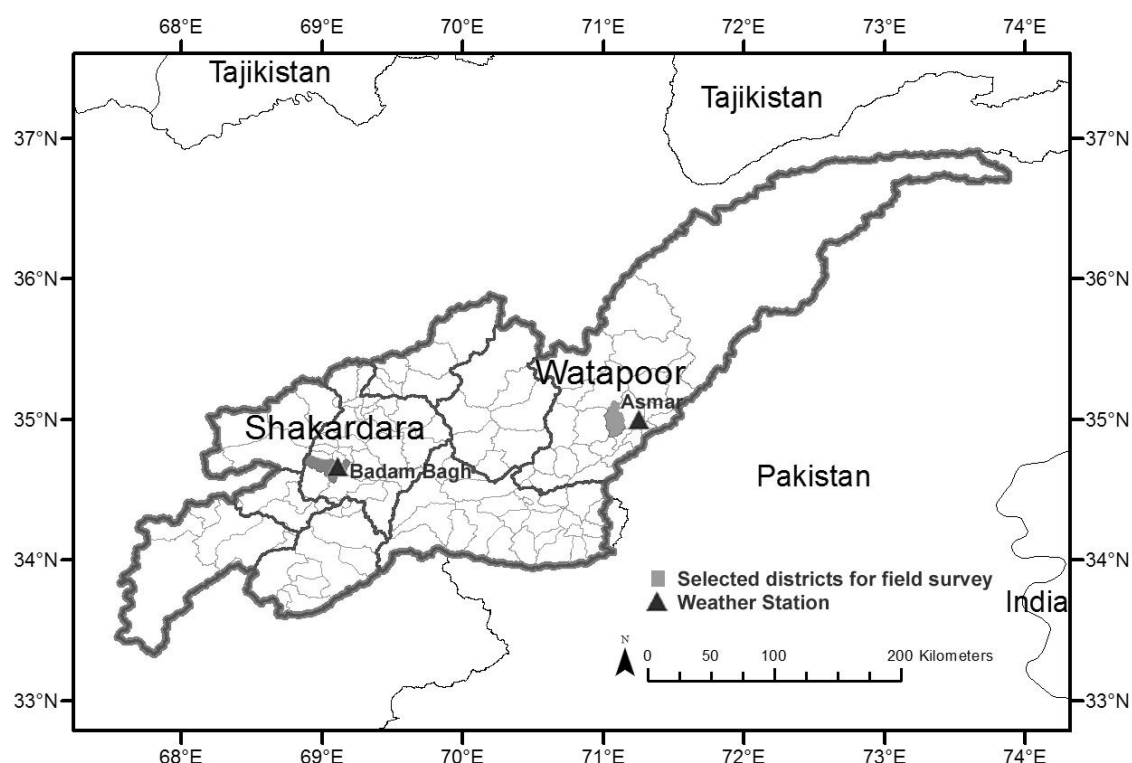 68°E 69°E 70°E 71°E 72°E 73°E 74°E
Tajikistan
Tajikistan
37°N 37°N
36°N 36°N
Watapoor
Asmar
35°N 35°N
Shakardara
Badam Bagh
Pakistan
34°N 34°N
Selected districts for field survey
Weather Station
India
N
0 50 100 200 Kilometers
33°N 33°N
68°E 69°E 70°E 71°E 72°E 73°E 74°E